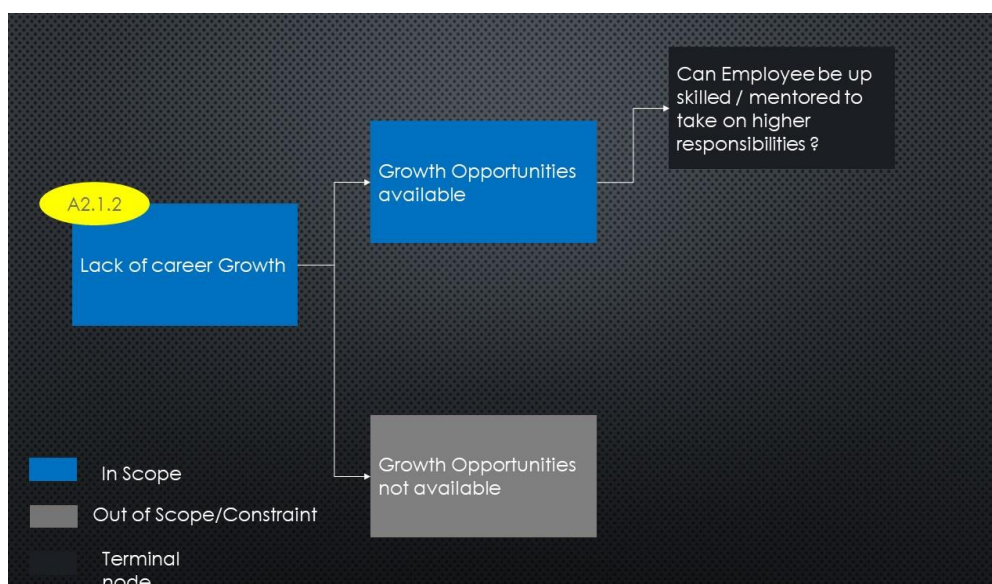 Can Employee be up
skilled / mentored to
take on higher
responsibilities ?
Growth Opportunities
available
A2.1.2
Lack of career Growth
Growth Opportunities
not available
In Scope
Out of Scope/Constraint
Terminal
node